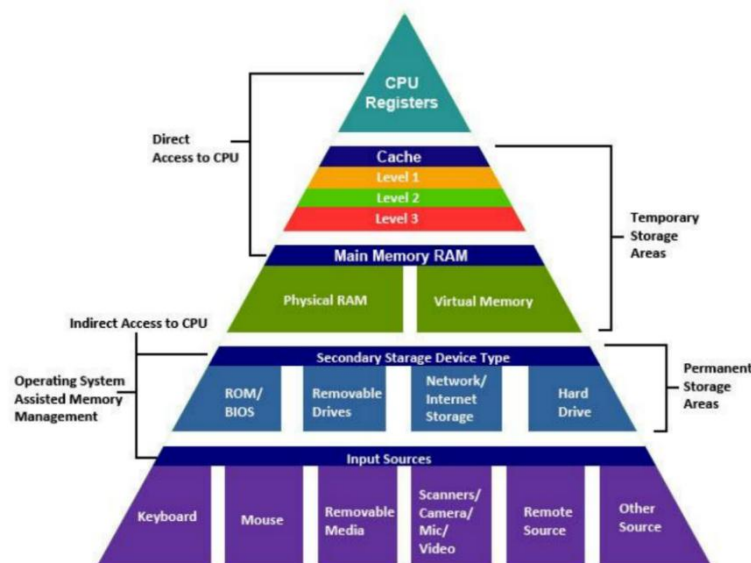 CPU
Registers
Direct
Access to CPU
Cache
Level 1
Level 2
Level 3
Temporary
Storage
Areas
Main Memory RAM
Physical RAM
Virtual Memory
Indirect Access to CPU
Secondary Starage Device Type
Operating System
Assisted Memory
Management
ROM/
BIOS
Removable
Drives
Network/
Internet
Storage
Hard
Drive
Permanent
Storage
Areas
Input Sources
Keyboard
Mouse
Removable
Media
Scanners/
Camera/
Mic/
Video
Remote
Source
Other
Source